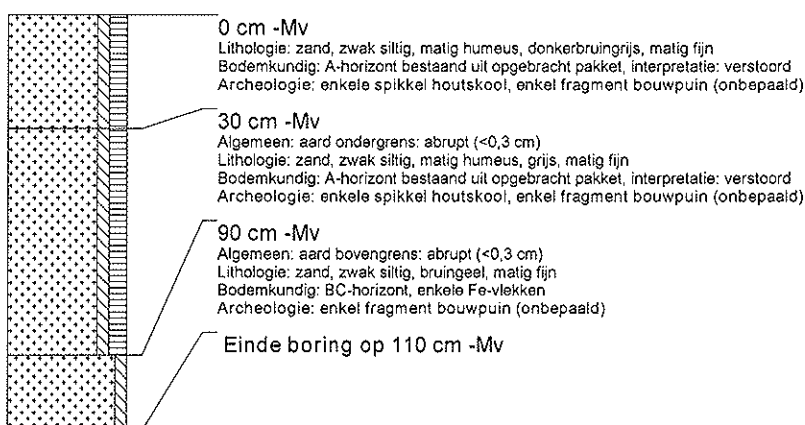 0 cm -Mv
Lithologie: zand, zwak siltig, matig humeus, donkerbruingrijs, matig fijn
Bodemkundig: A-horizont bestaand uit opgebracht pakket, interpretatie: verstoord
Archeologie: enkele spikkel houtskool, enkel fragment bouwpuin (onbepaald)
30 cm -Mv
Algemeen: aard ondergrens: abrupt (<0,3 cm)
Lithologie: zand, zwak siltig, matig humeus, grijs, matig fijn
Bodemkundig: A-horizont bestaand uit opgebracht pakket, interpretatie: verstoord
Archeologie: enkele spikkel houtskool, enkel fragment bouwpuin (onbepaald)
90 cm -Mv
Algemeen: aard bovengrens: abrupt (<0,3 cm)
Lithologie: zand, zwak siltig, bruingeel, matig fijn
Bodemkundig: BC-horizont, enkele Fe-vlekken
Archeologie: enkel fragment bouwpuin (onbepaald)
Einde boring op 110 cm -Mv